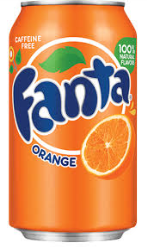 CAFFEINE
FREE
100%
NATURAL
FLAVORS
Fanta
ORANGE